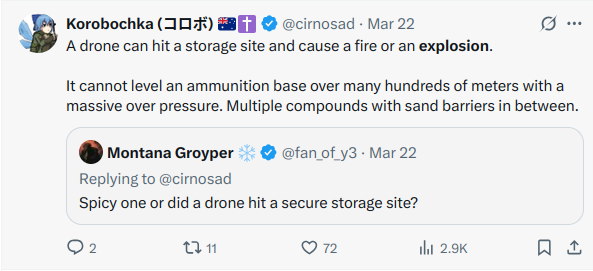 Korobochka (コロボ) 🇦🇺✝️ @cirnosad · Mar 22
A drone can hit a storage site and cause a fire or an explosion.
It cannot level an ammunition base over many hundreds of meters with a
massive over pressure. Multiple compounds with sand barriers in between.
Montana Groyper ❄️ @fan_of_y3 · Mar 22
Replying to @cirnosad
Spicy one or did a drone hit a secure storage site?
2 11 72 2.9K